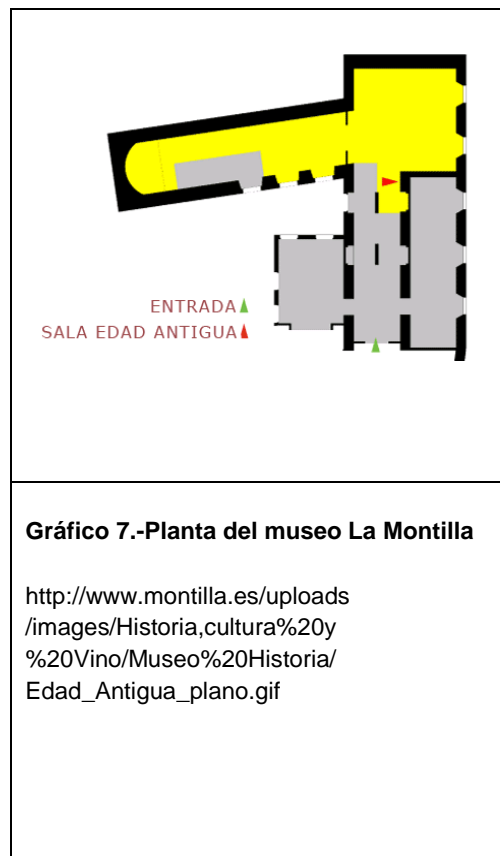 ENTRADA
SALA EDAD ANTIGUA
Gráfico 7.-Planta del museo La Montilla
http://www.montilla.es/uploads
/images/Historia,cultura%20y
%20Vino/Museo%20Historia/
Edad_Antigua_plano.gif